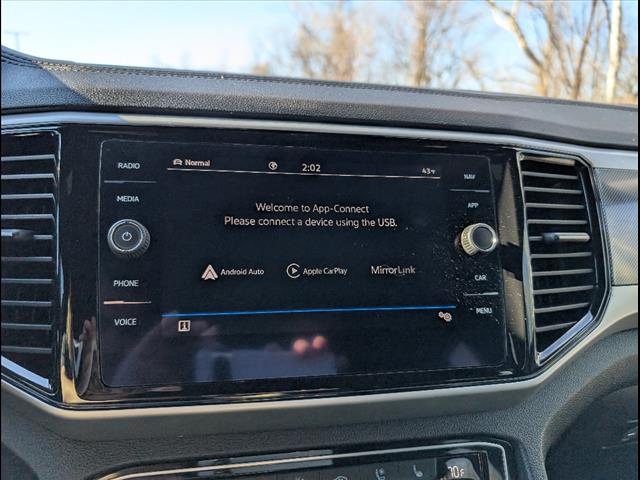 RADIO
Normal
2:02
43°F
NAV
MEDIA
APP
Welcome to App-Connect
Please connect a device using the USB.
Android Auto
Apple CarPlay
MirrorLink
PHONE
CAR
VOICE
MENU
i
70°F